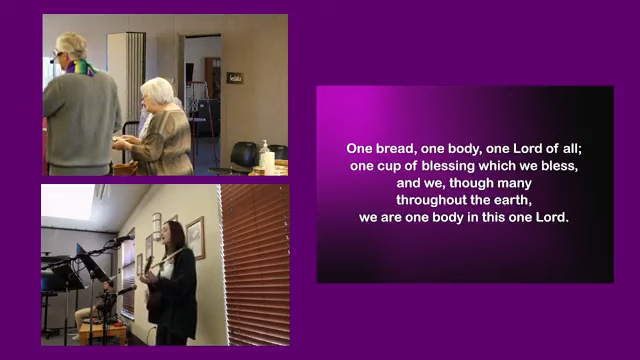 One bread, one body, one Lord of all;
one cup of blessing which we bless,
and we, though many
throughout the earth,
we are one body in this one Lord.